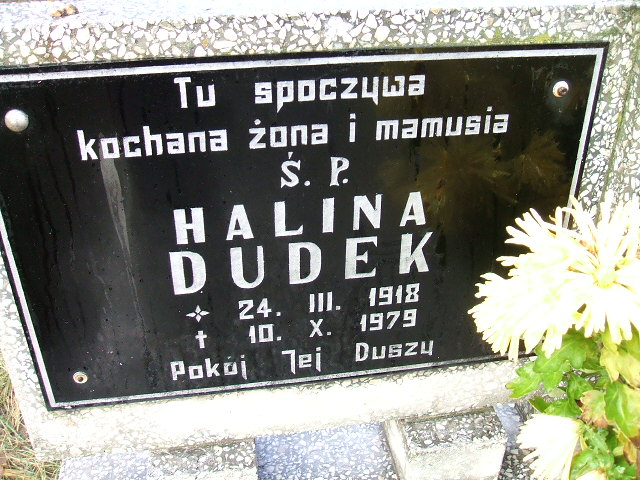 Tu spoczywa
kochana żona i mamusia
Ś. P.
HALINA
DUDEK
✧ 24. III. 1918
† 10. X. 1979
Pokój Jej Duszy